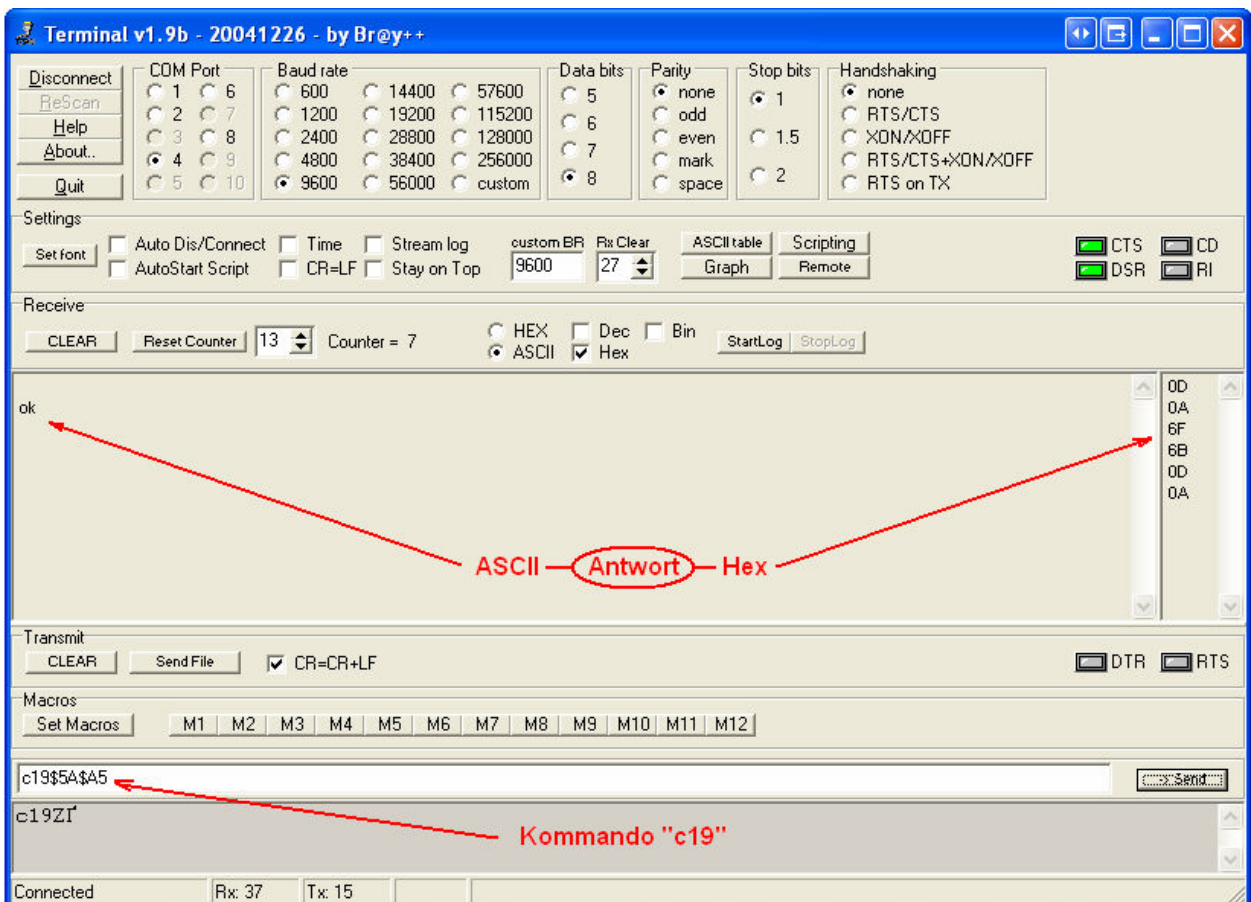 Terminal v1.9b - 20041226 - by Br@y++
Disconnect
ReScan
Help
About..
Quit
COM Port
1 6
2 7
3 8
4 9
5 10
Baud rate
600 14400 57600
1200 19200 115200
2400 28800 128000
4800 38400 256000
9600 56000 custom
Data bits
5
6
7
8
Parity
none
odd
even
mark
space
Stop bits
1
1.5
2
Handshaking
none
RTS/CTS
XON/XOFF
RTS/CTS+XON/XOFF
RTS on TX
Settings
Set font
Auto Dis/Connect Time Stream log
AutoStart Script CR=LF Stay on Top
custom BR Rx Clear
9600 27
ASCII table Scripting
Graph Remote
CTS CD
DSR RI
Receive
CLEAR Reset Counter 13 Counter = 7
HEX Dec Bin
ASCII Hex
StartLog StopLog
ok
0D
0A
6F
6B
0D
0A
ASCII Antwort Hex
Transmit
CLEAR Send File CR=CR+LF DTR RTS
Macros
Set Macros M1 M2 M3 M4 M5 M6 M7 M8 M9 M10 M11 M12
c19$5A$A5
-> Send
c19ZҐ
Kommando "c19"
Connected Rx: 37 Tx: 15